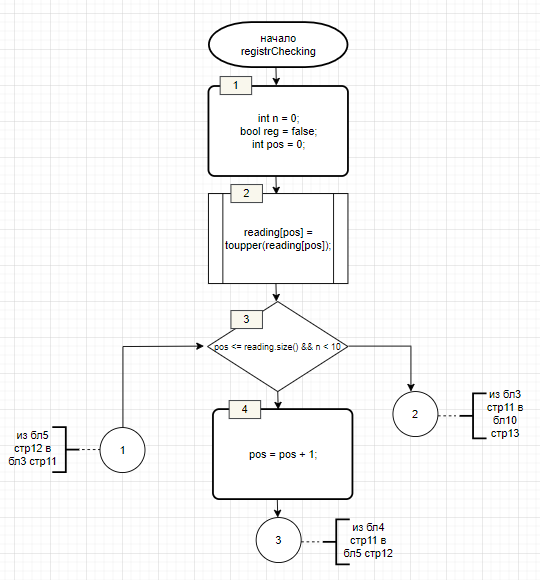 начало
registrChecking
1
int n = 0;
bool reg = false;
int pos = 0;
2
reading[pos] =
toupper(reading[pos]);
3
pos <= reading.size() && n < 10
4
pos = pos + 1;
из бл5
стр12 в
бл3 стр11
1
2
из бл3
стр11 в
бл10
стр13
3
из бл4
стр11 в
бл5 стр12